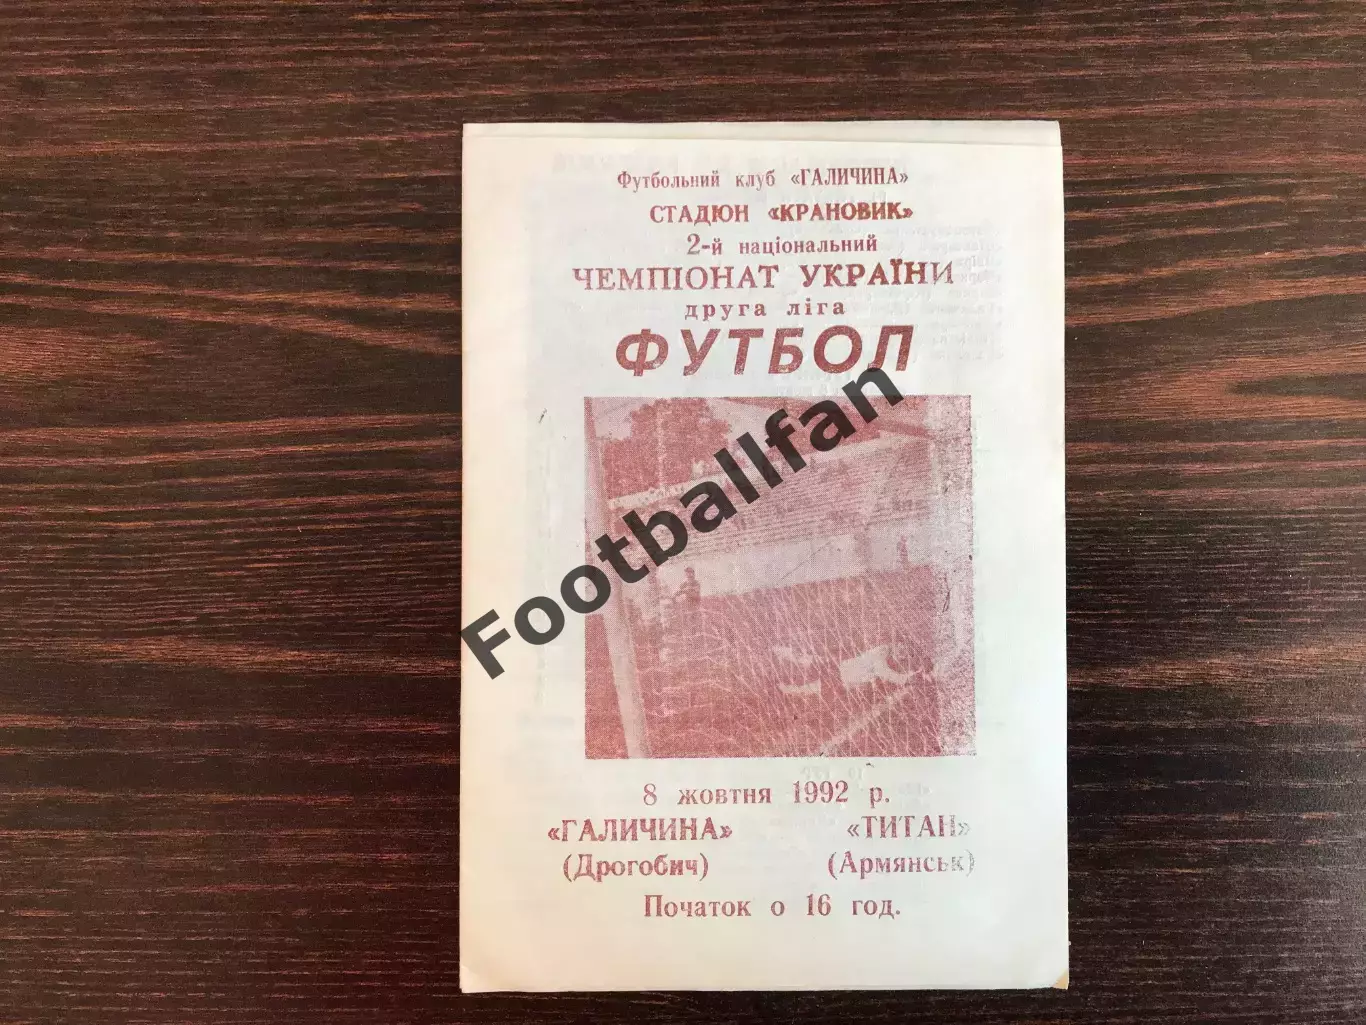 Футбольний клуб «ГАЛИЧИНА»
СТАДІОН «КРАНОВИК»
2-й національний
ЧЕМПІОНАТ УКРАЇНИ
друга ліга
ФУТБОЛ
Footballfan
8 жовтня 1992 р.
«ГАЛИЧИНА» «ТИТАН»
(Дрогобич) (Армянськ)
Початок о 16 год.